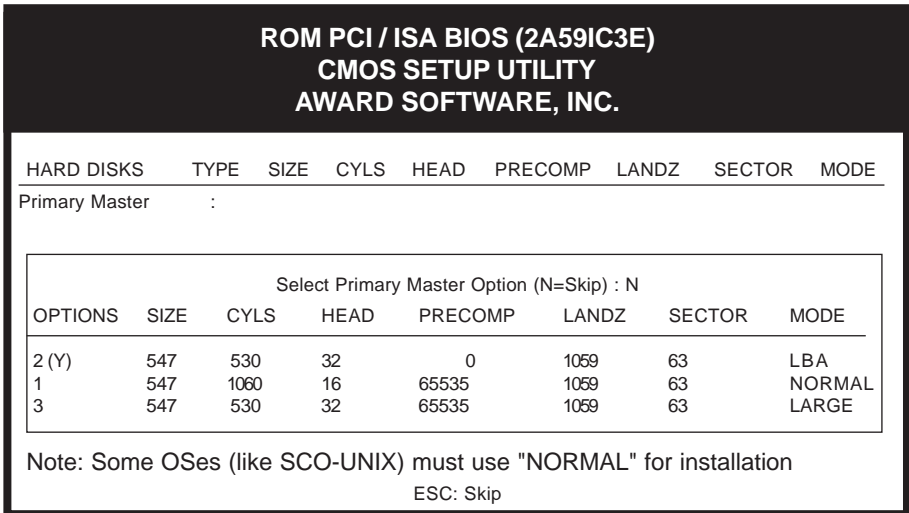 ROM PCI / ISA BIOS (2A59IC3E)
CMOS SETUP UTILITY
AWARD SOFTWARE, INC.
HARD DISKS TYPE SIZE CYLS HEAD PRECOMP LANDZ SECTOR MODE
Primary Master :
Select Primary Master Option (N=Skip) : N
OPTIONS SIZE CYLS HEAD PRECOMP LANDZ SECTOR MODE
2 (Y) 547 530 32 0 1059 63 LBA
1 547 1060 16 65535 1059 63 NORMAL
3 547 530 32 65535 1059 63 LARGE
Note: Some OSes (like SCO-UNIX) must use "NORMAL" for installation
ESC: Skip